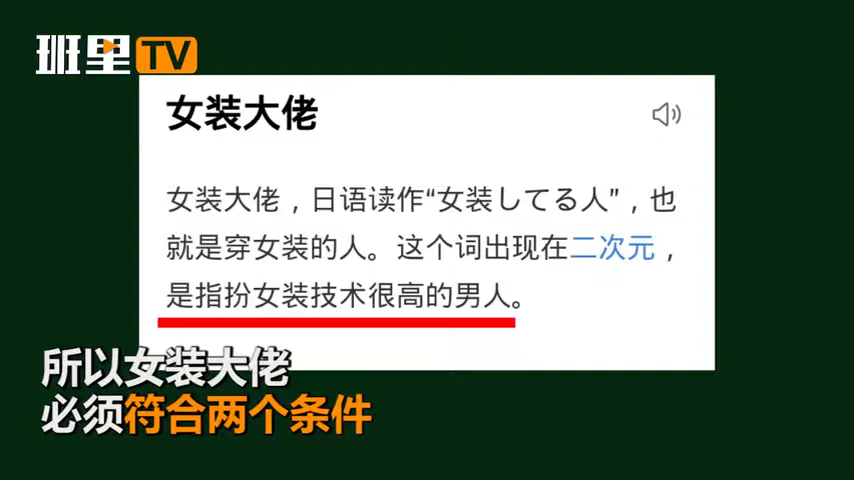 班里TV
女装大佬
女装大佬，日语读作“女装してる人”，也
就是穿女装的人。这个词出现在二次元，
是指扮女装技术很高的男人。
所以女装大佬
必须符合两个条件